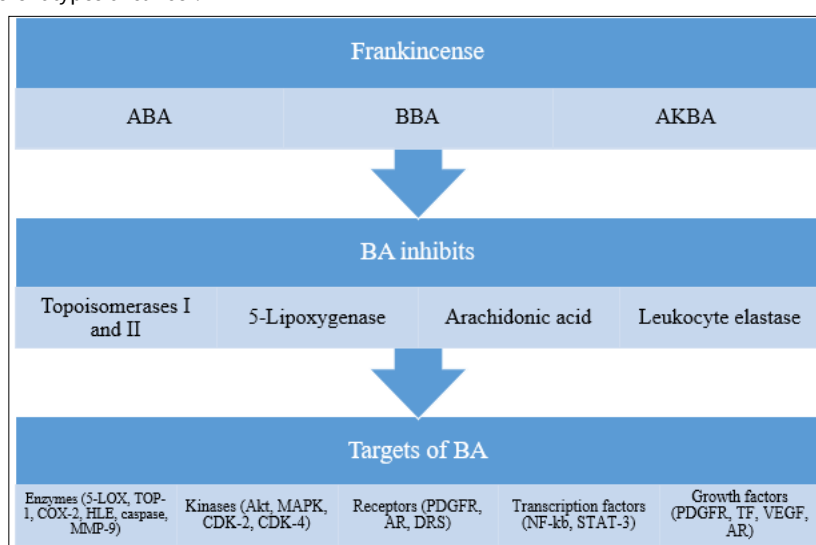 Frankincense
ABA
BBA
AKBA
BA inhibits
Topoisomerases I
and II
5-Lipoxygenase
Arachidonic acid
Leukocyte elastase
Targets of BA
Enzymes (5-LOX, TOP-
1, COX-2, HLE, caspase,
MMP-9)
Kinases (Akt, MAPK,
CDK-2, CDK-4)
Receptors (PDGFR,
AR, DRS)
Transcription factors
(NF-kb, STAT-3)
Growth factors
(PDGFR, TF, VEGF,
AR)